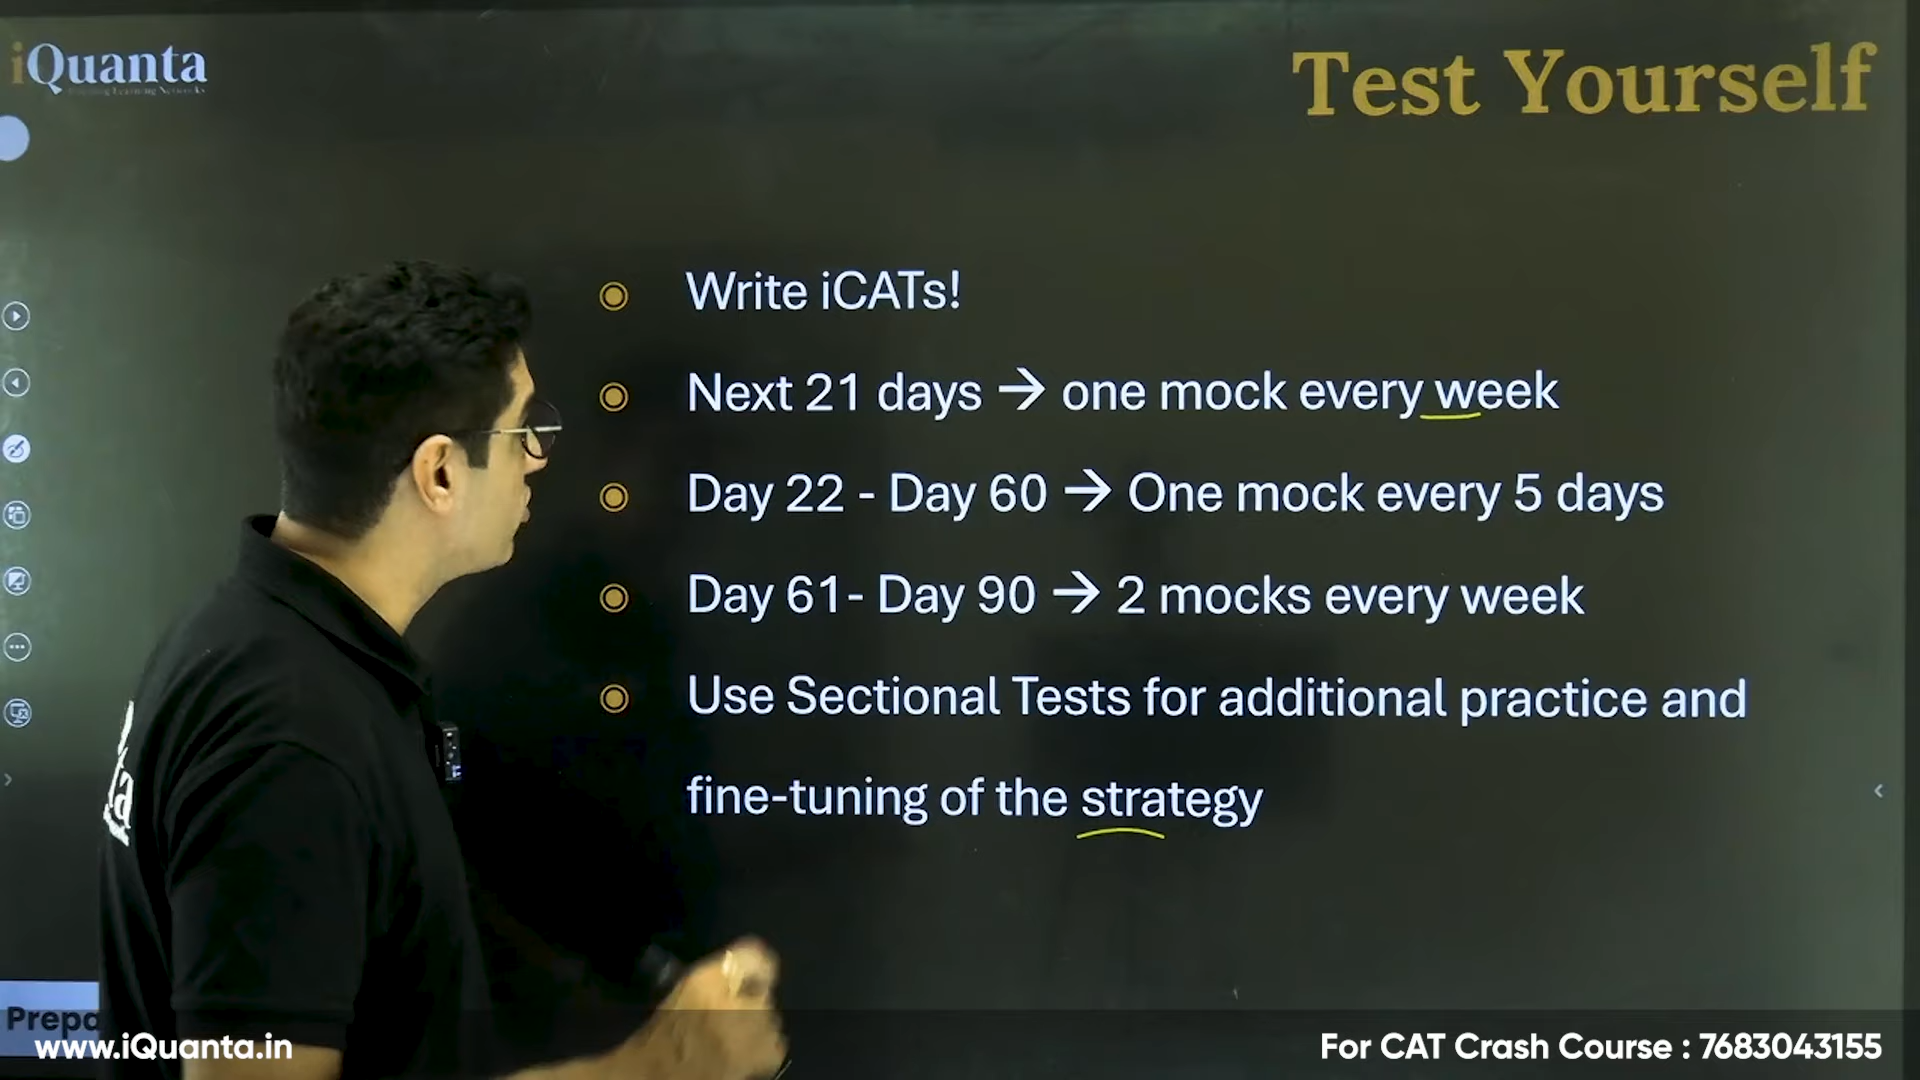 iQuanta
Test Yourself
Write iCATs!
Next 21 days → one mock every week
Day 22 - Day 60 → One mock every 5 days
Day 61- Day 90 → 2 mocks every week
Use Sectional Tests for additional practice and
fine-tuning of the strategy
Prepa
www.iQuanta.in
For CAT Crash Course : 7683043155